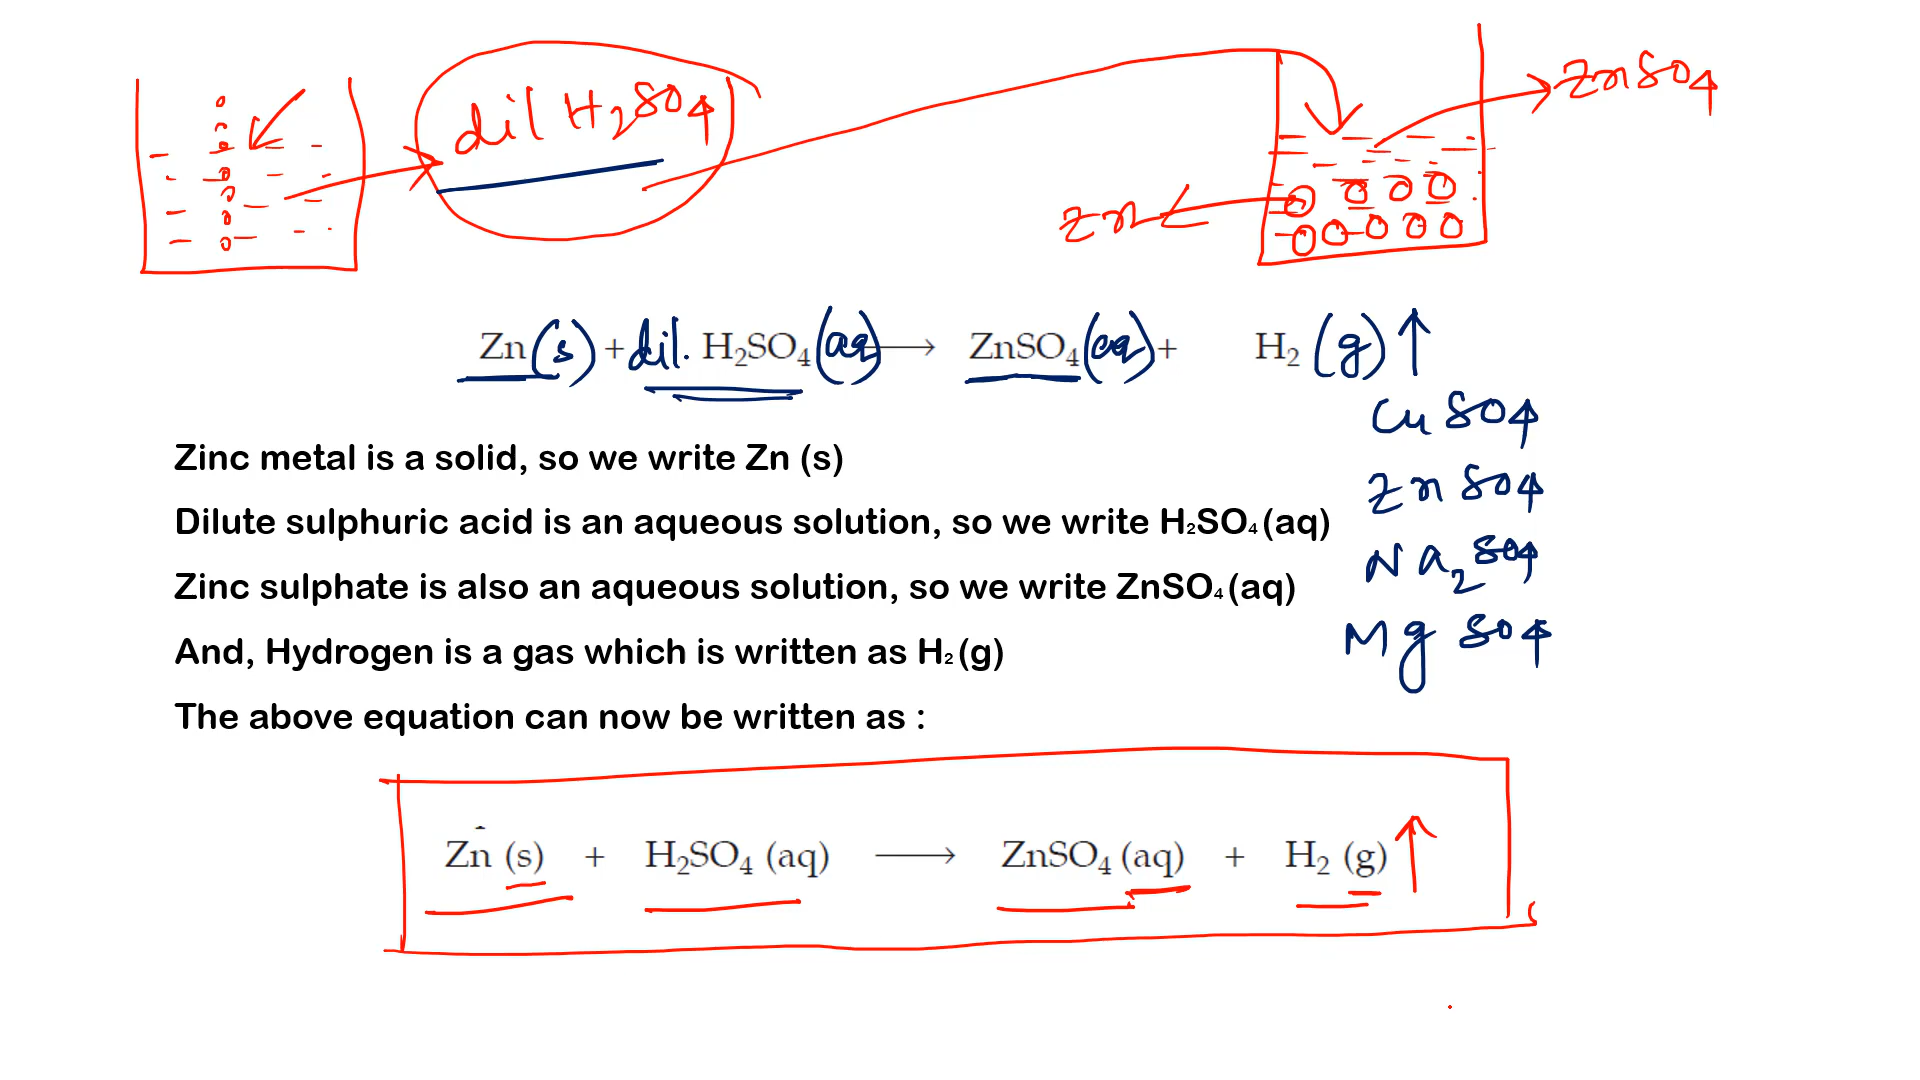 dil H₂SO₄
ZnSO₄
Zn
Zn (s) + dil. H₂SO₄ (aq) ⟶ ZnSO₄ (aq) + H₂ (g) ↑
CuSO₄
Zinc metal is a solid, so we write Zn (s)
ZnSO₄
Dilute sulphuric acid is an aqueous solution, so we write H₂SO₄ (aq)
Na₂SO₄
Zinc sulphate is also an aqueous solution, so we write ZnSO₄ (aq)
MgSO₄
And, Hydrogen is a gas which is written as H₂ (g)
The above equation can now be written as :
Zn (s) + H₂SO₄ (aq) ⟶ ZnSO₄ (aq) + H₂ (g) ↑